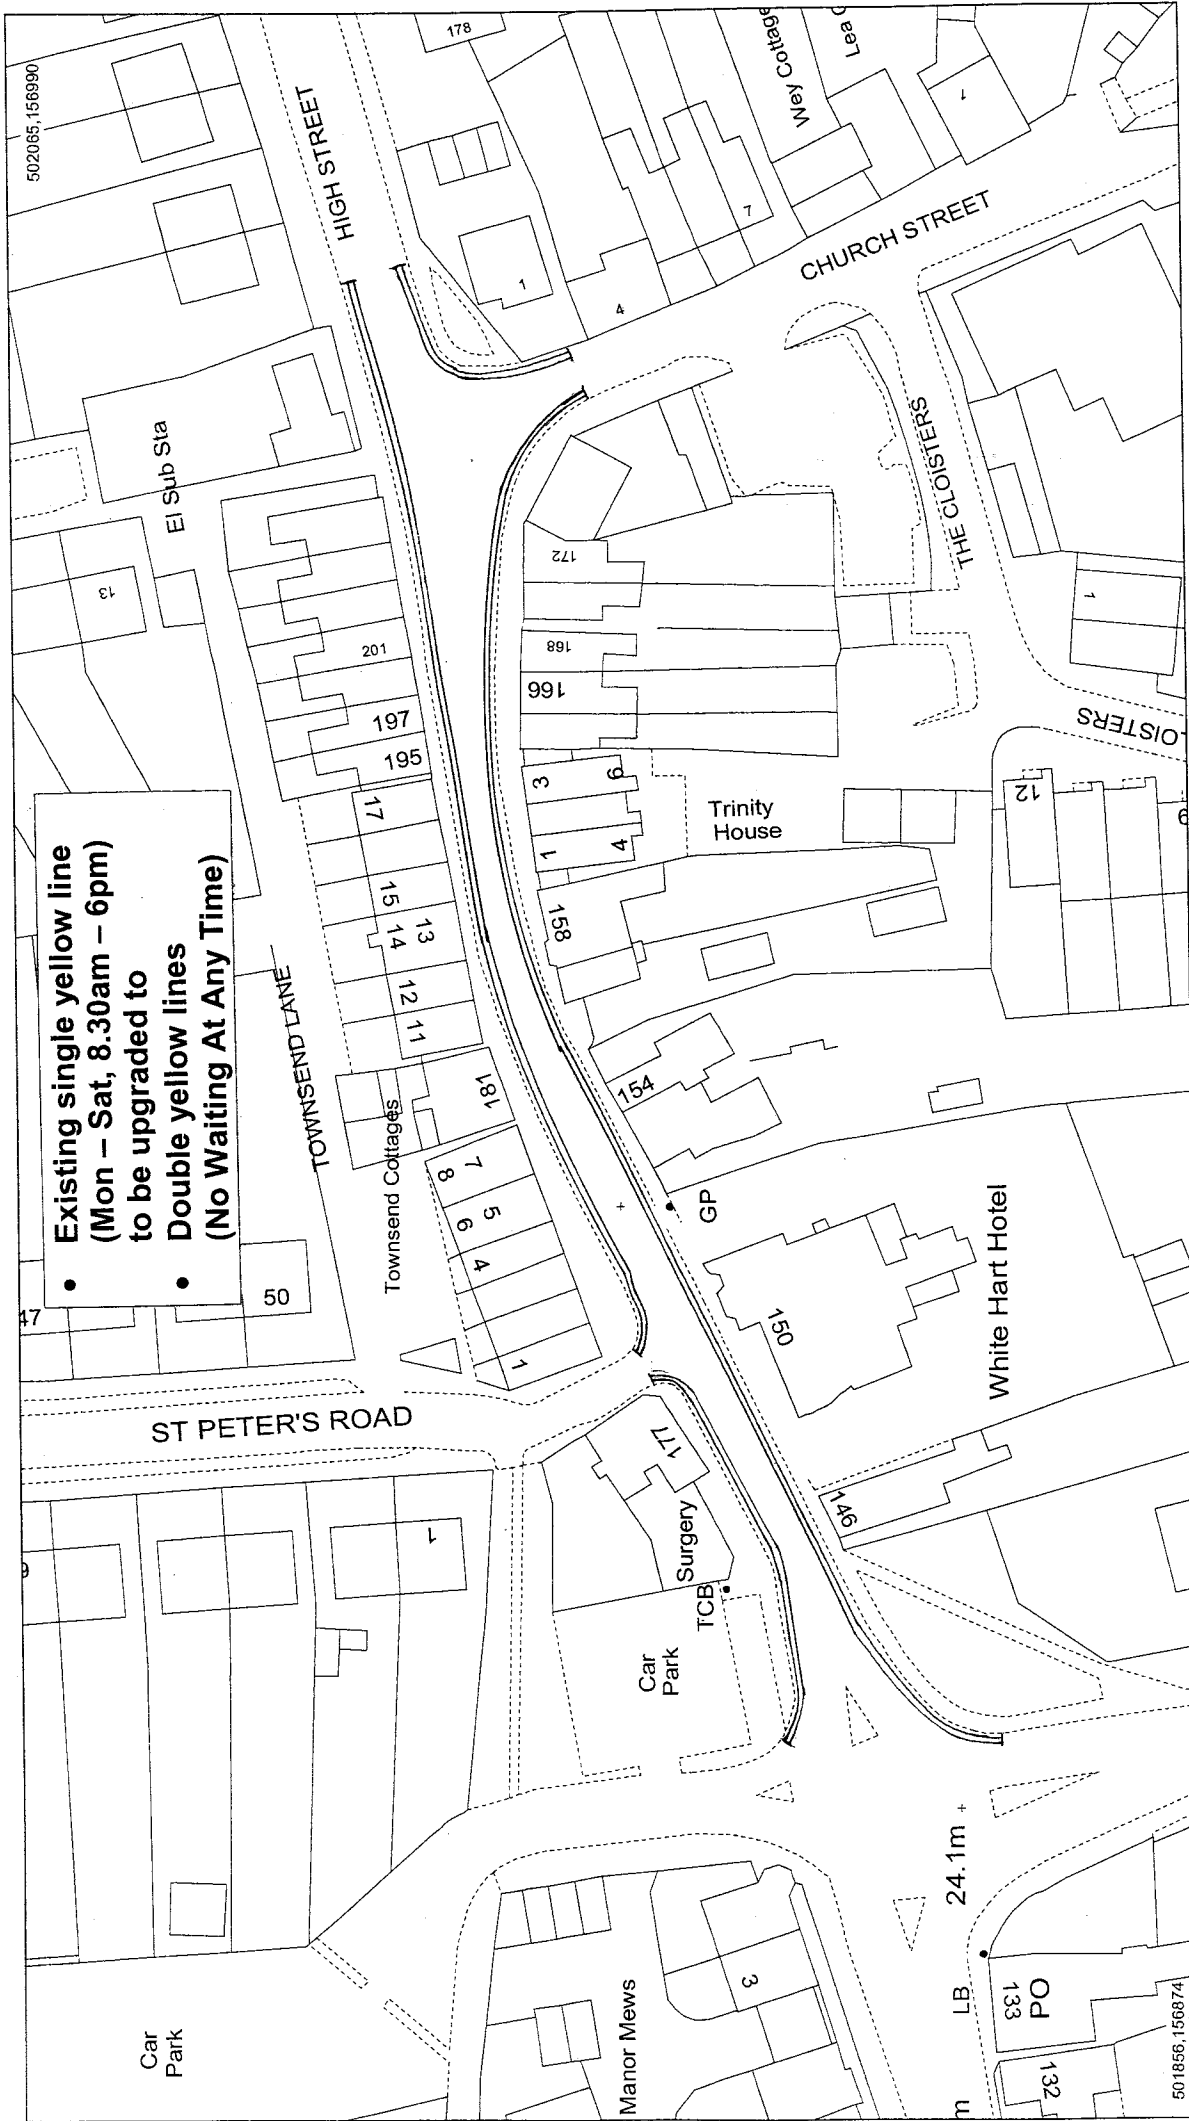 502065,156990
• Existing single yellow line
(Mon – Sat, 8.30am – 6pm)
to be upgraded to
• Double yellow lines
(No Waiting At Any Time)
HIGH STREET
178
Wey Cottage
CHURCH STREET
1
4
7
1
El Sub Sta
13
201
197
195
17
15
14
13
12
11
181
TOWNSEND LANE
Townsend Cottages
8
7
6
5
4
1
47
50
ST PETER'S ROAD
1
177
Surgery
TCB
Car
Park
172
168
166
3
6
1
4
158
154
Trinity
House
THE CLOISTERS
1
12
GP
150
White Hart Hotel
146
24.1m
LB
133
PO
132
m
3
Manor Mews
Car
Park
501856,156874